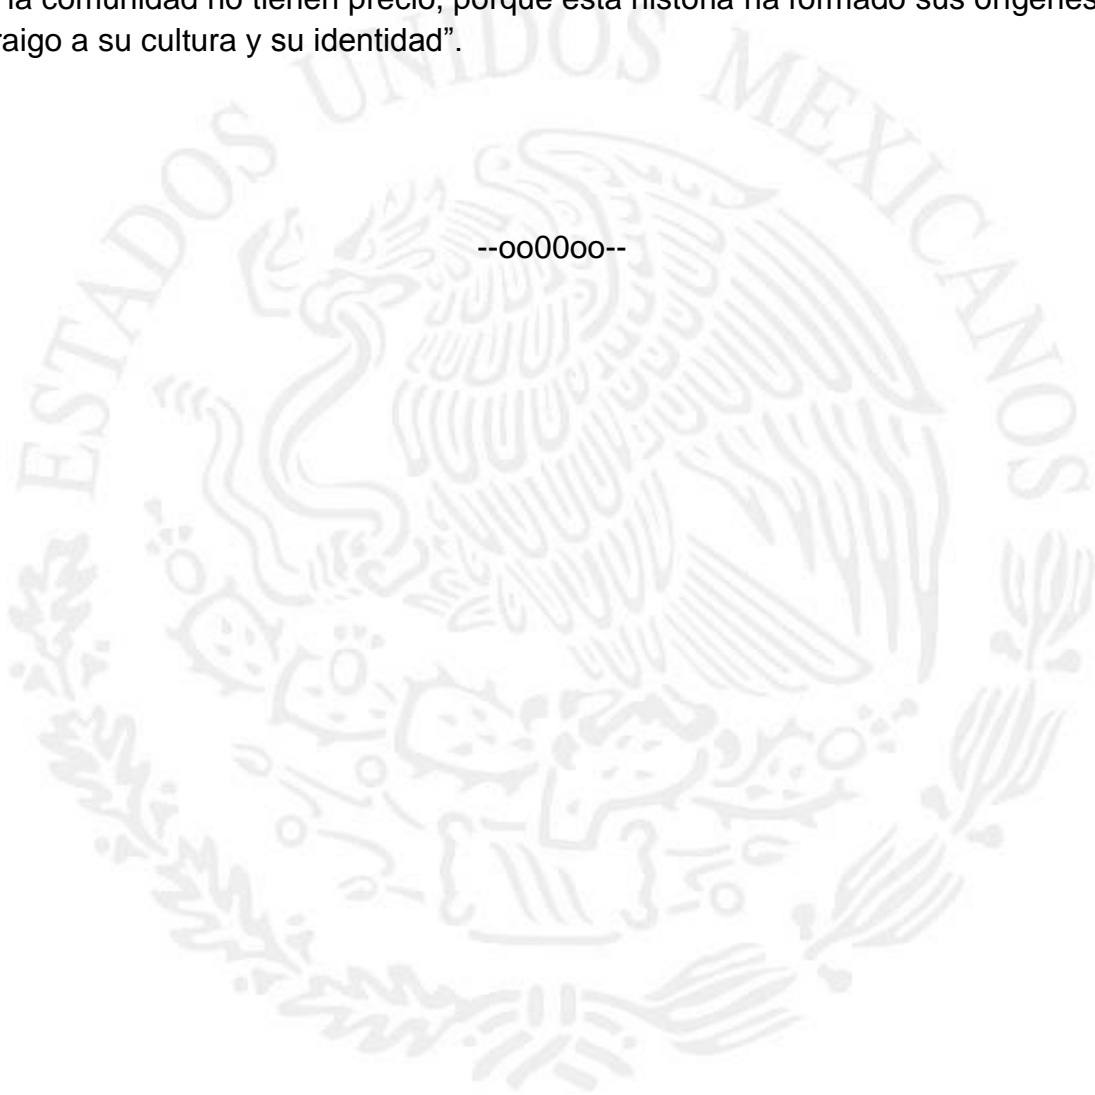 la comunidad no tienen precio, porque esta historia ha formado sus orígenes
raigo a su cultura y su identidad”.
ESTADOS UNIDOS MEXICANOS
--oo00oo--